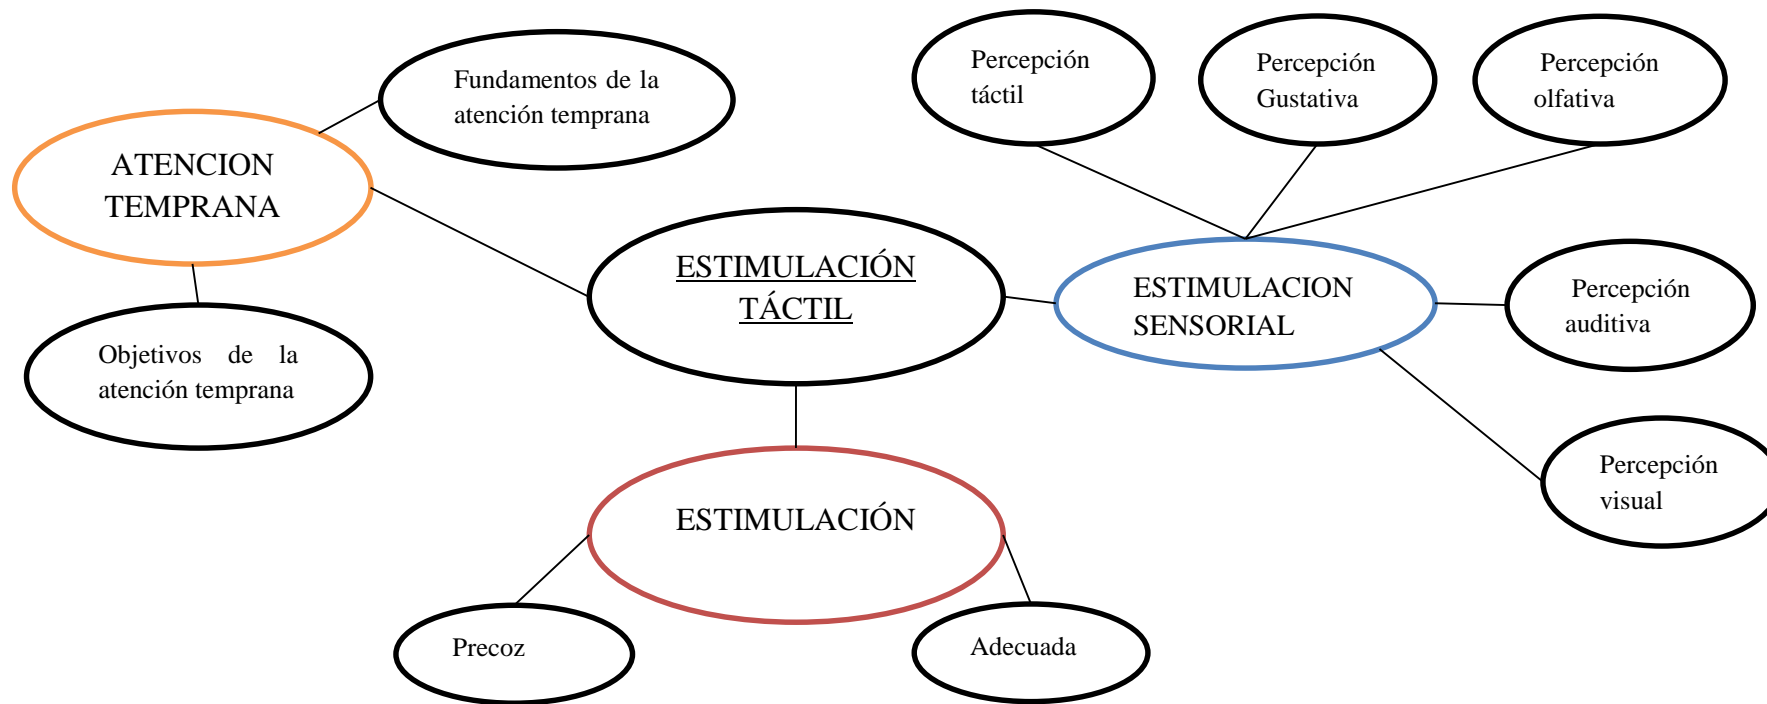 Fundamentos de la
atención temprana
ATENCION
TEMPRANA
Objetivos de la
atención temprana
ESTIMULACIÓN
TÁCTIL
ESTIMULACIÓN
Precoz
Adecuada
Percepción
táctil
Percepción
Gustativa
Percepción
olfativa
ESTIMULACION
SENSORIAL
Percepción
auditiva
Percepción
visual